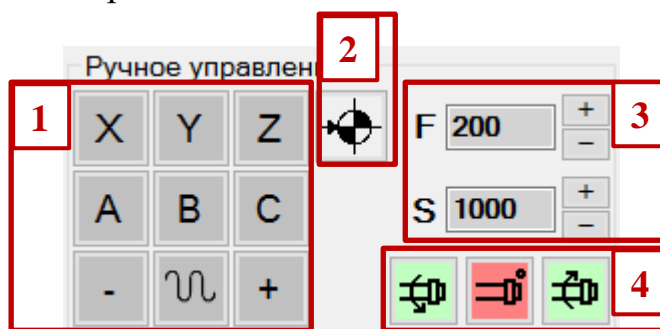 2
Ручное управлен
1
X Y Z
F 200 + -
3
A B C
S 1000 + -
- +
4